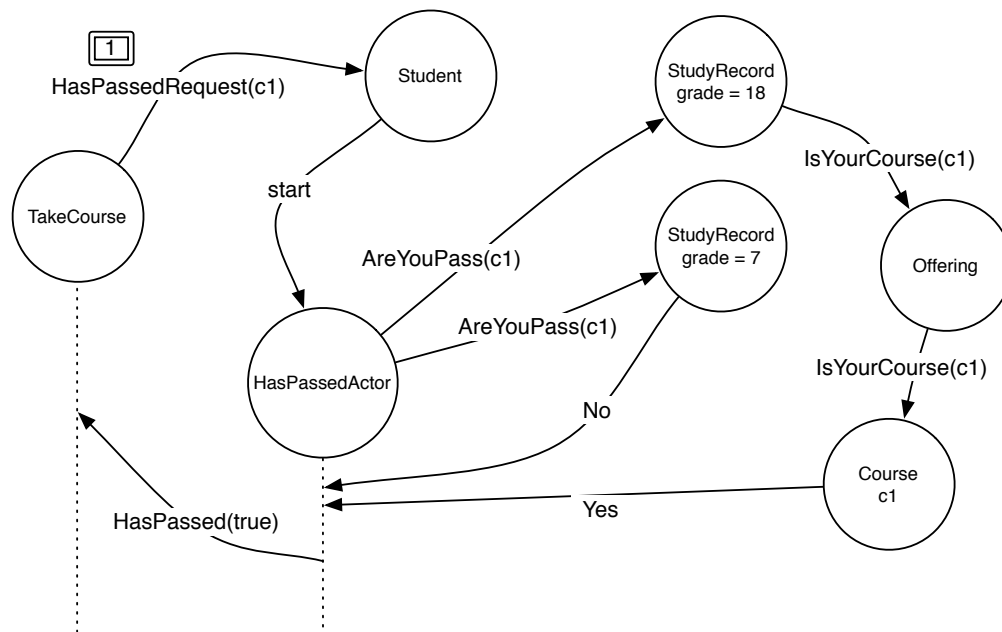 1
HasPassedRequest(c1)
Student
StudyRecord
grade = 18
IsYourCourse(c1)
TakeCourse
start
AreYouPass(c1)
StudyRecord
grade = 7
Offering
AreYouPass(c1)
HasPassedActor
IsYourCourse(c1)
No
Course
c1
Yes
HasPassed(true)